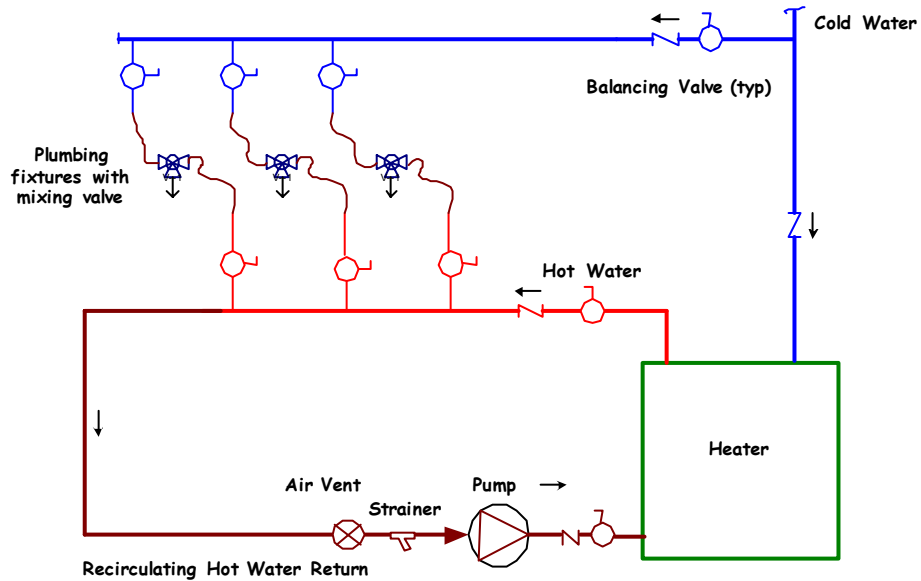 Cold Water
Balancing Valve (typ)
Plumbing
fixtures with
mixing valve
Hot Water
Heater
Air Vent
Strainer
Pump
Recirculating Hot Water Return